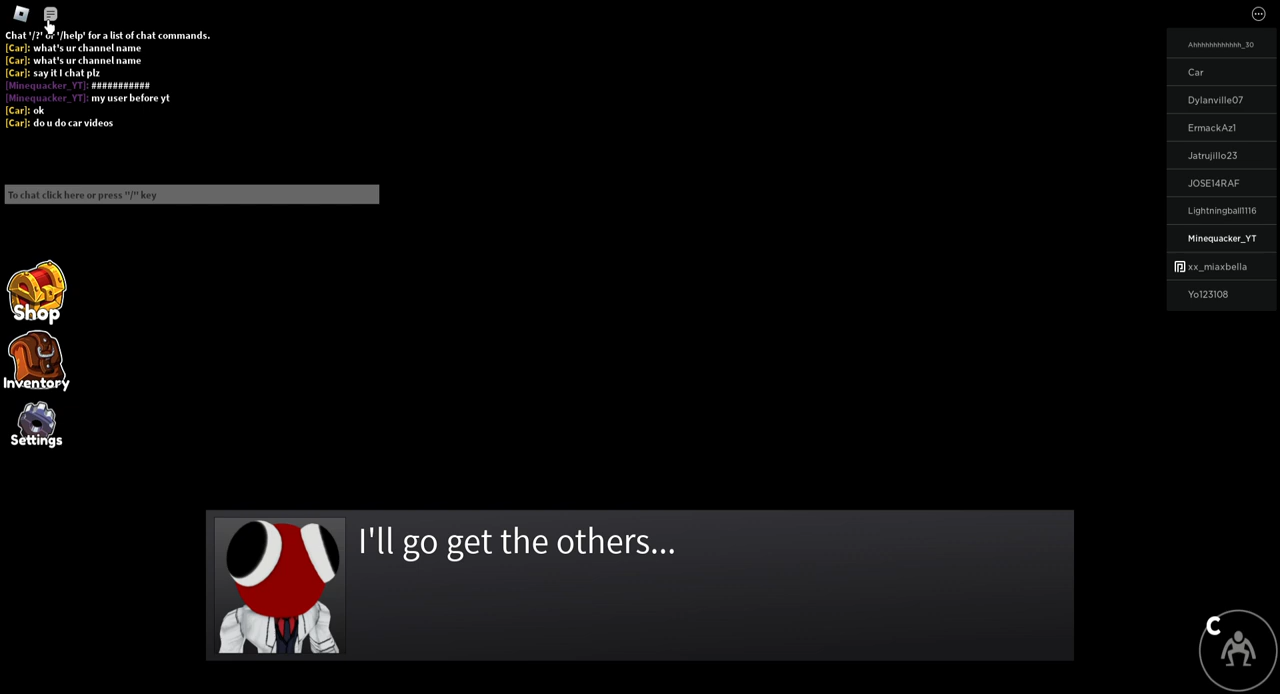 Chat '/?' or '/help' for a list of chat commands.
[Car]: what's ur channel name
[Car]: what's ur channel name
[Car]: say it I chat plz
[Minequacker_YT]: ###########
[Minequacker_YT]: my user before yt
[Car]: ok
[Car]: do u do car videos
To chat click here or press "/" key
Shop
Inventory
Settings
Ahhhhhhhhhhhh_30
Car
Dylanville07
ErmackAz1
Jatrujillo23
JOSE14RAF
Lightningball1116
Minequacker_YT
xx_miaxbella
Yo123108
I'll go get the others...
C